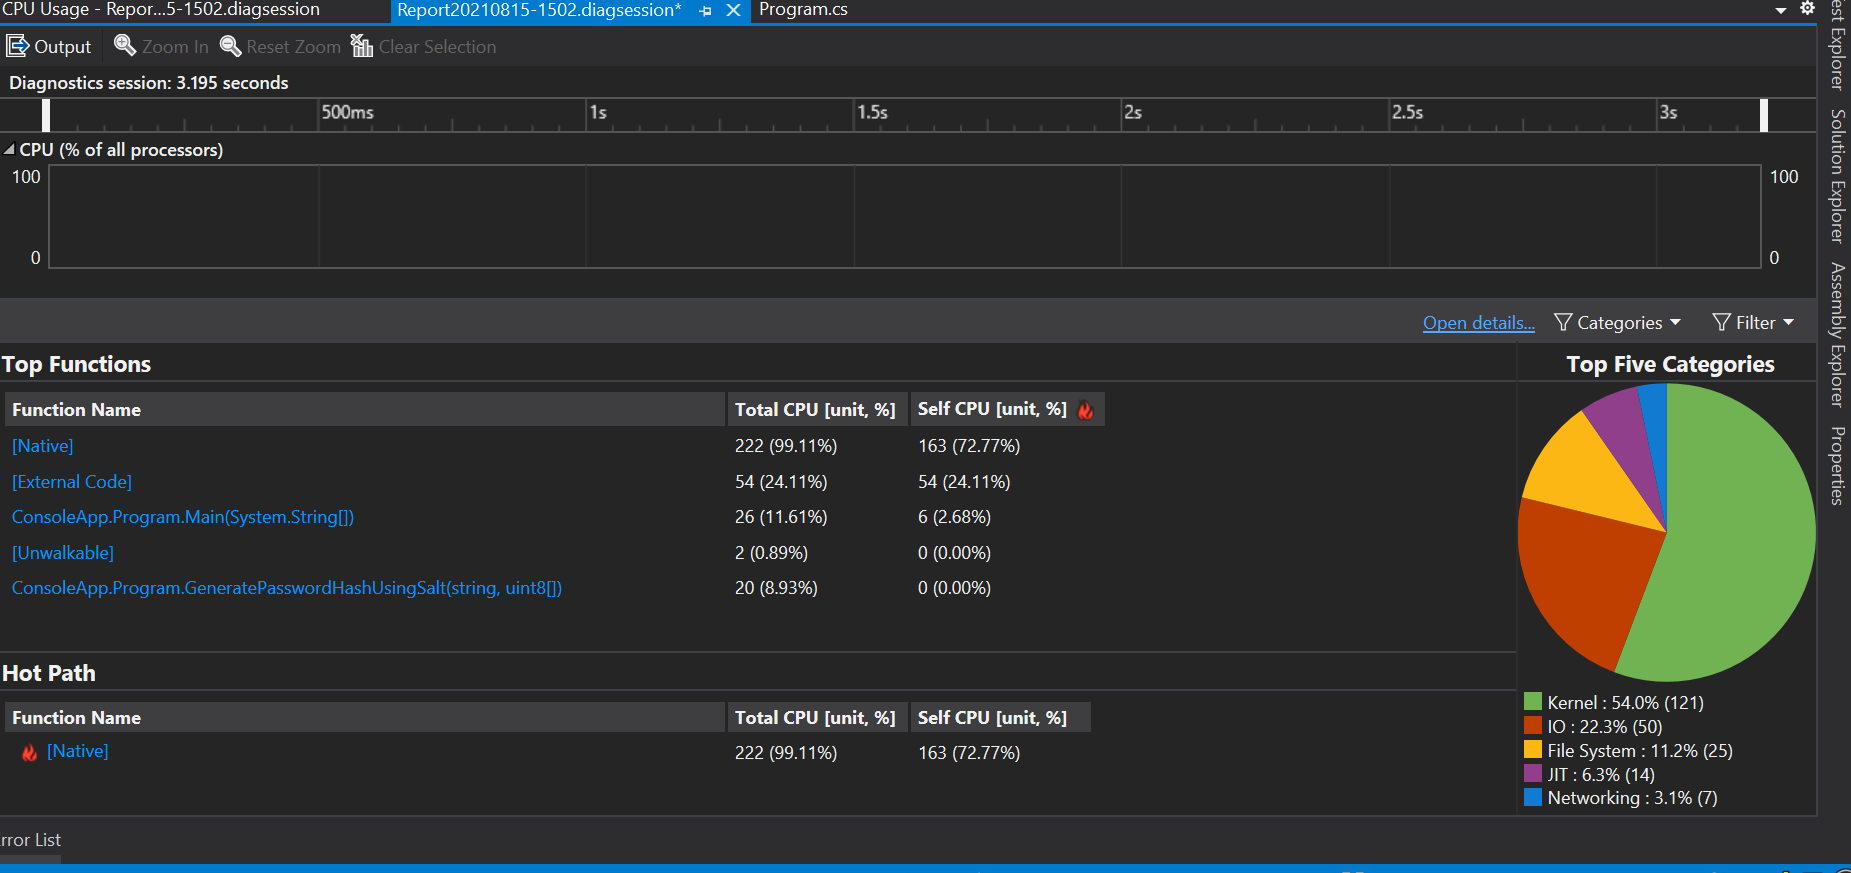 CPU Usage - Repor...5-1502.diagsession Report20210815-1502.diagsession* Program.cs
Output Zoom In Reset Zoom Clear Selection
Diagnostics session: 3.195 seconds
500ms 1s 1.5s 2s 2.5s 3s
CPU (% of all processors)
100 100
0 0
Open details... Categories Filter
Top Functions
Function Name Total CPU [unit, %] Self CPU [unit, %]
[Native] 222 (99.11%) 163 (72.77%)
[External Code] 54 (24.11%) 54 (24.11%)
ConsoleApp.Program.Main(System.String[]) 26 (11.61%) 6 (2.68%)
[Unwalkable] 2 (0.89%) 0 (0.00%)
ConsoleApp.Program.GeneratePasswordHashUsingSalt(string, uint8[]) 20 (8.93%) 0 (0.00%)
Hot Path
Function Name Total CPU [unit, %] Self CPU [unit, %]
[Native] 222 (99.11%) 163 (72.77%)
Top Five Categories
Kernel : 54.0% (121)
IO : 22.3% (50)
File System : 11.2% (25)
JIT : 6.3% (14)
Networking : 3.1% (7)
rror List
est Explorer
Solution Explorer
Assembly Explorer
Properties